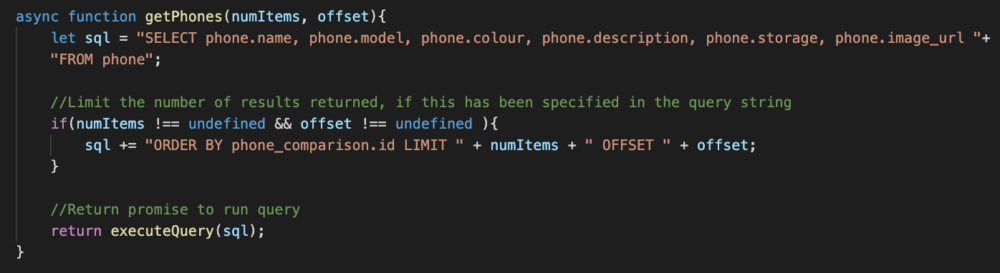 async function getPhones(numItems, offset){
let sql = "SELECT phone.name, phone.model, phone.colour, phone.description, phone.storage, phone.image_url "+
"FROM phone";
//Limit the number of results returned, if this has been specified in the query string
if(numItems !== undefined && offset !== undefined ){
sql += "ORDER BY phone_comparison.id LIMIT " + numItems + " OFFSET " + offset;
}
//Return promise to run query
return executeQuery(sql);
}